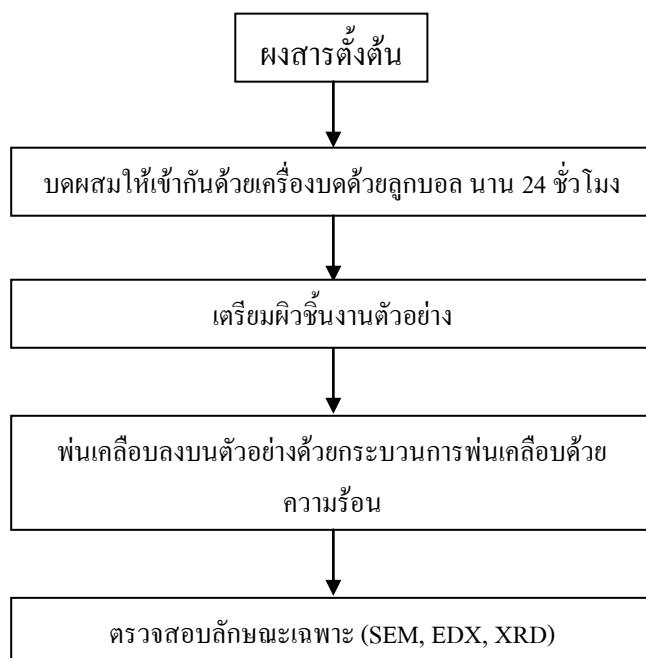 ผงสารตั้งต้น
บดผสมให้เข้ากันด้วยเครื่องบดด้วยลูกบอล นาน 24 ชั่วโมง
เตรียมผิวชิ้นงานตัวอย่าง
พ่นเคลือบลงบนตัวอย่างด้วยกระบวนการพ่นเคลือบด้วย
ความร้อน
ตรวจสอบลักษณะเฉพาะ (SEM, EDX, XRD)